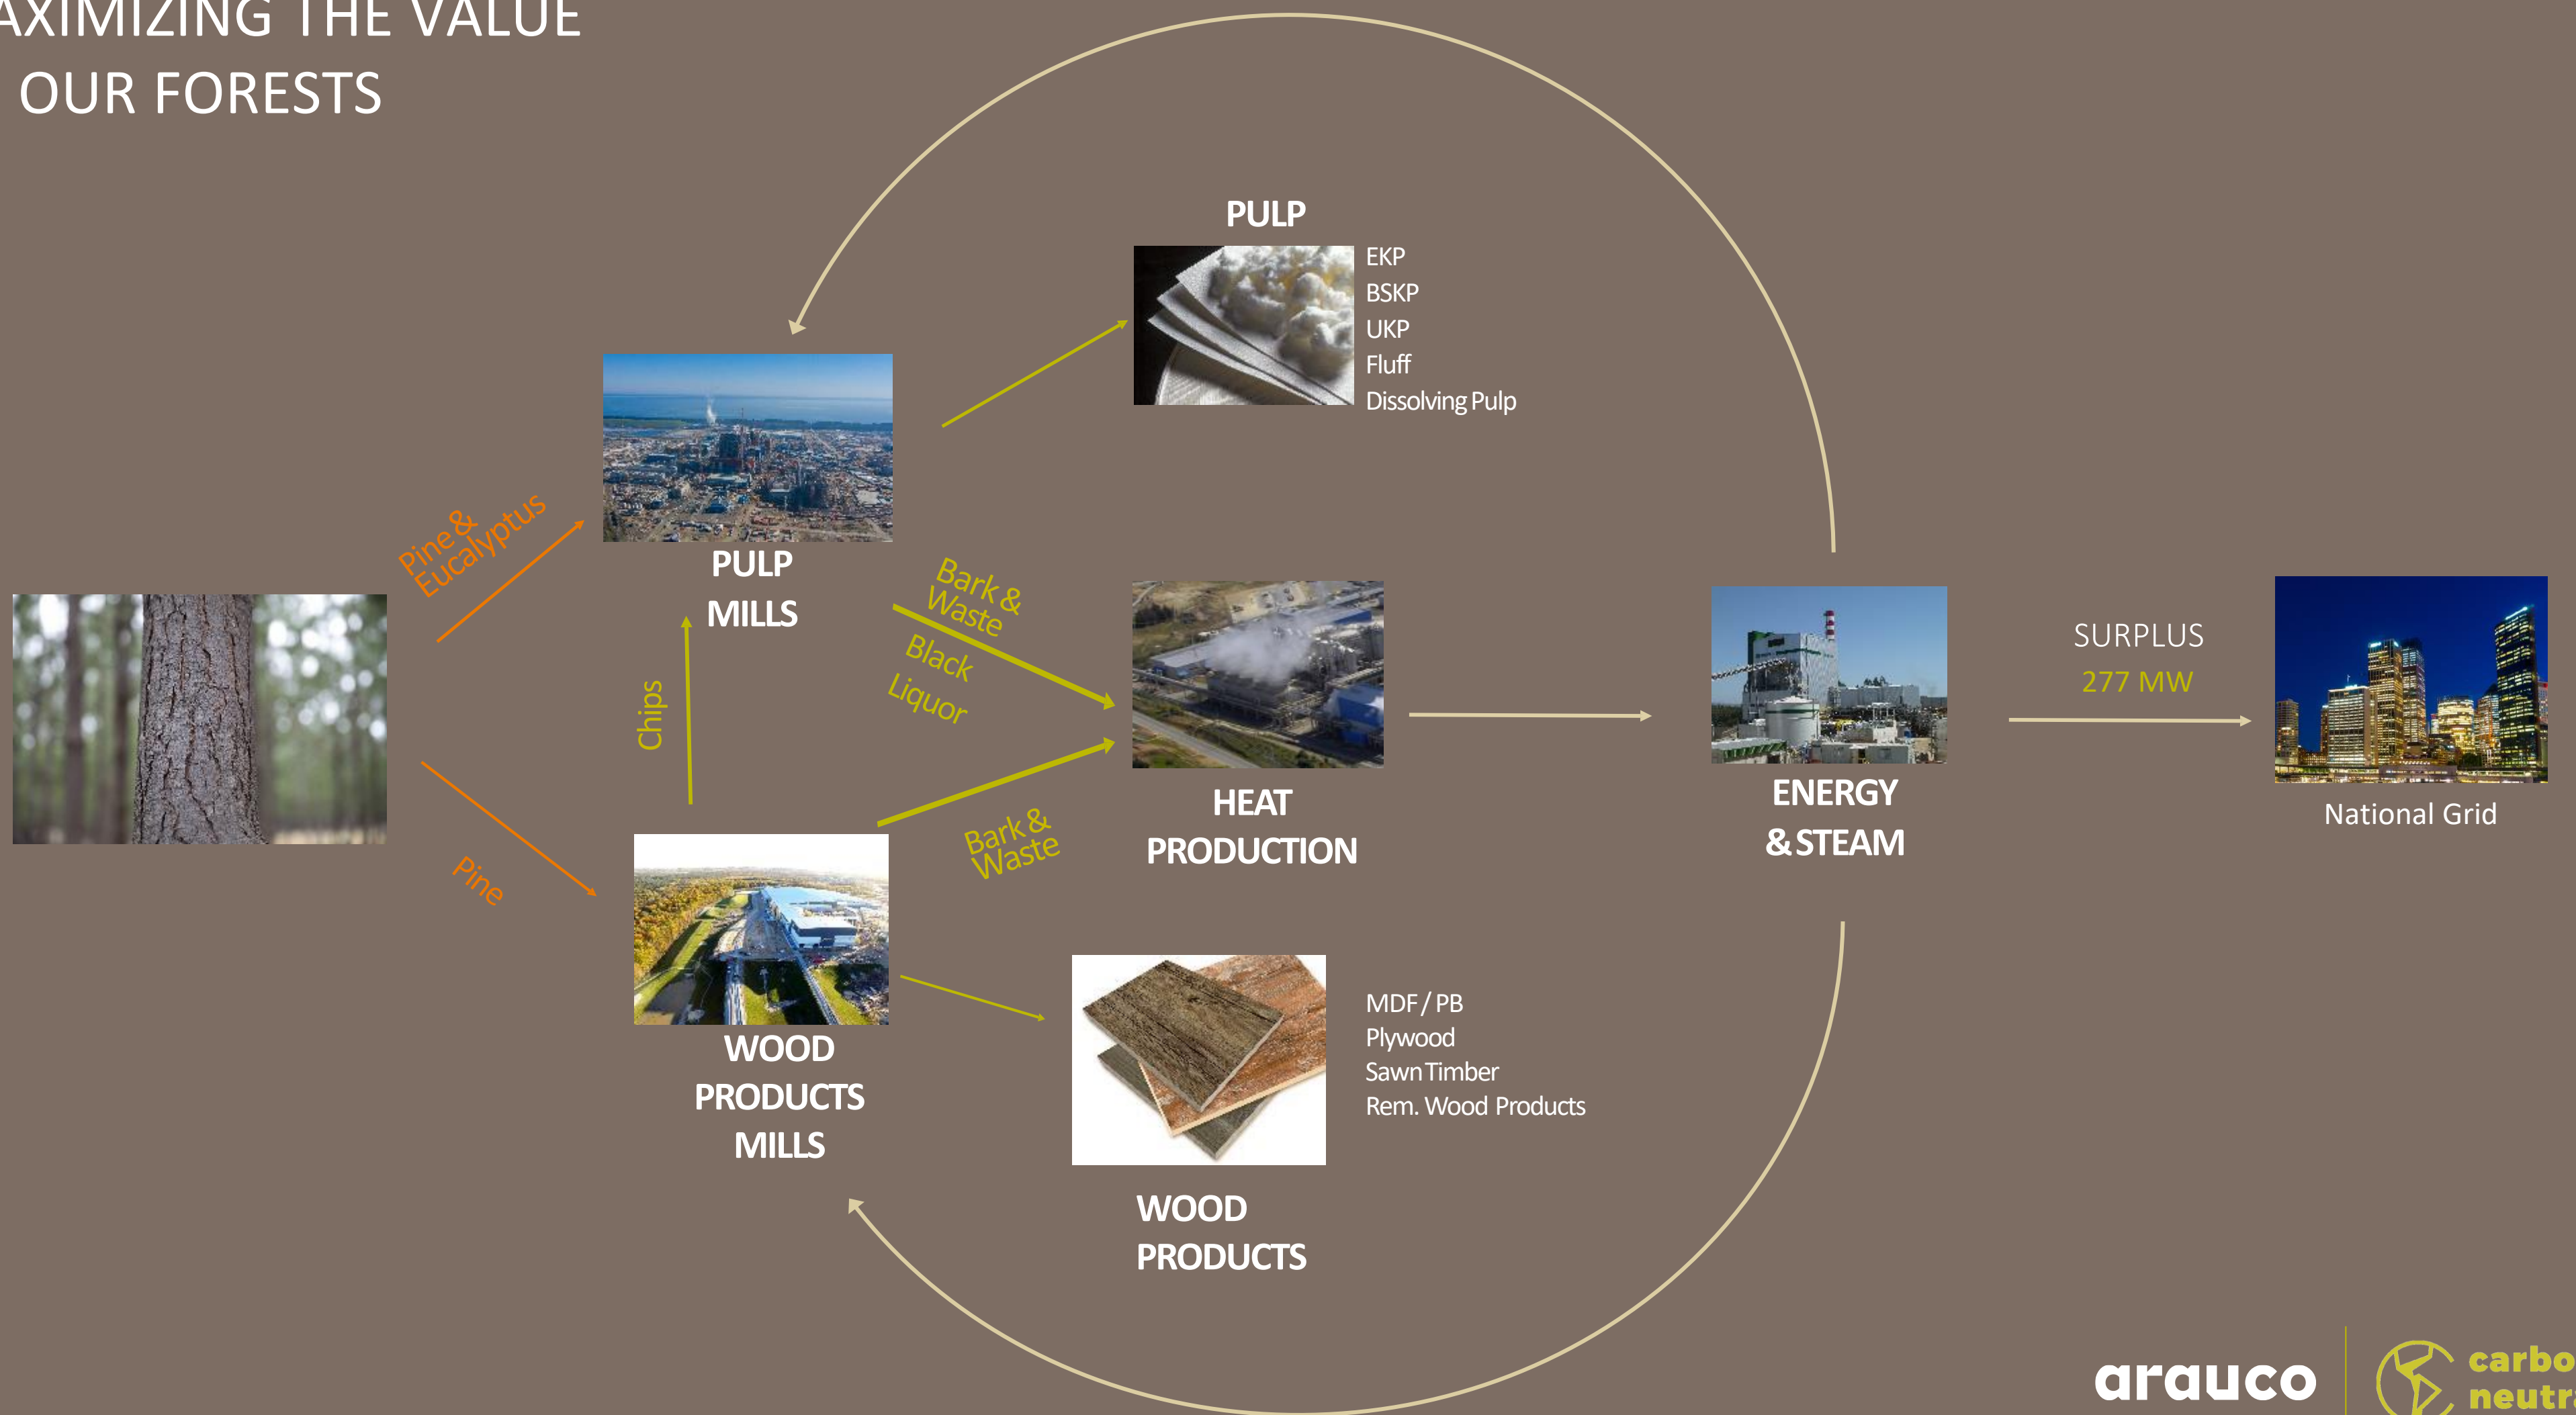 AXIMIZING THE VALUE
OUR FORESTS
PULP
EKP
BSKP
UKP
Fluff
Dissolving Pulp
Pine &
Eucalyptus
PULP
MILLS
Bark &
Waste
Black
Liquor
Chips
SURPLUS
277 MW
National Grid
HEAT
PRODUCTION
ENERGY
& STEAM
Pine
Bark &
Waste
WOOD
PRODUCTS
MILLS
MDF / PB
Plywood
Sawn Timber
Rem. Wood Products
WOOD
PRODUCTS
arauco
carbo
neutr